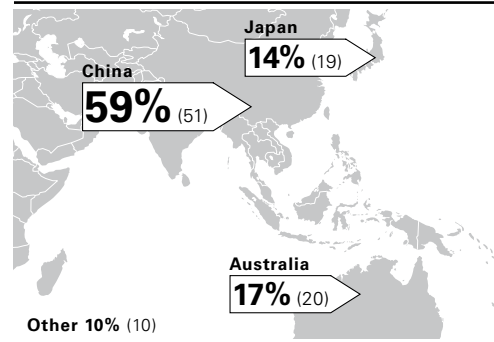 Japan
14% (19)
China
59% (51)
Australia
17% (20)
Other 10% (10)